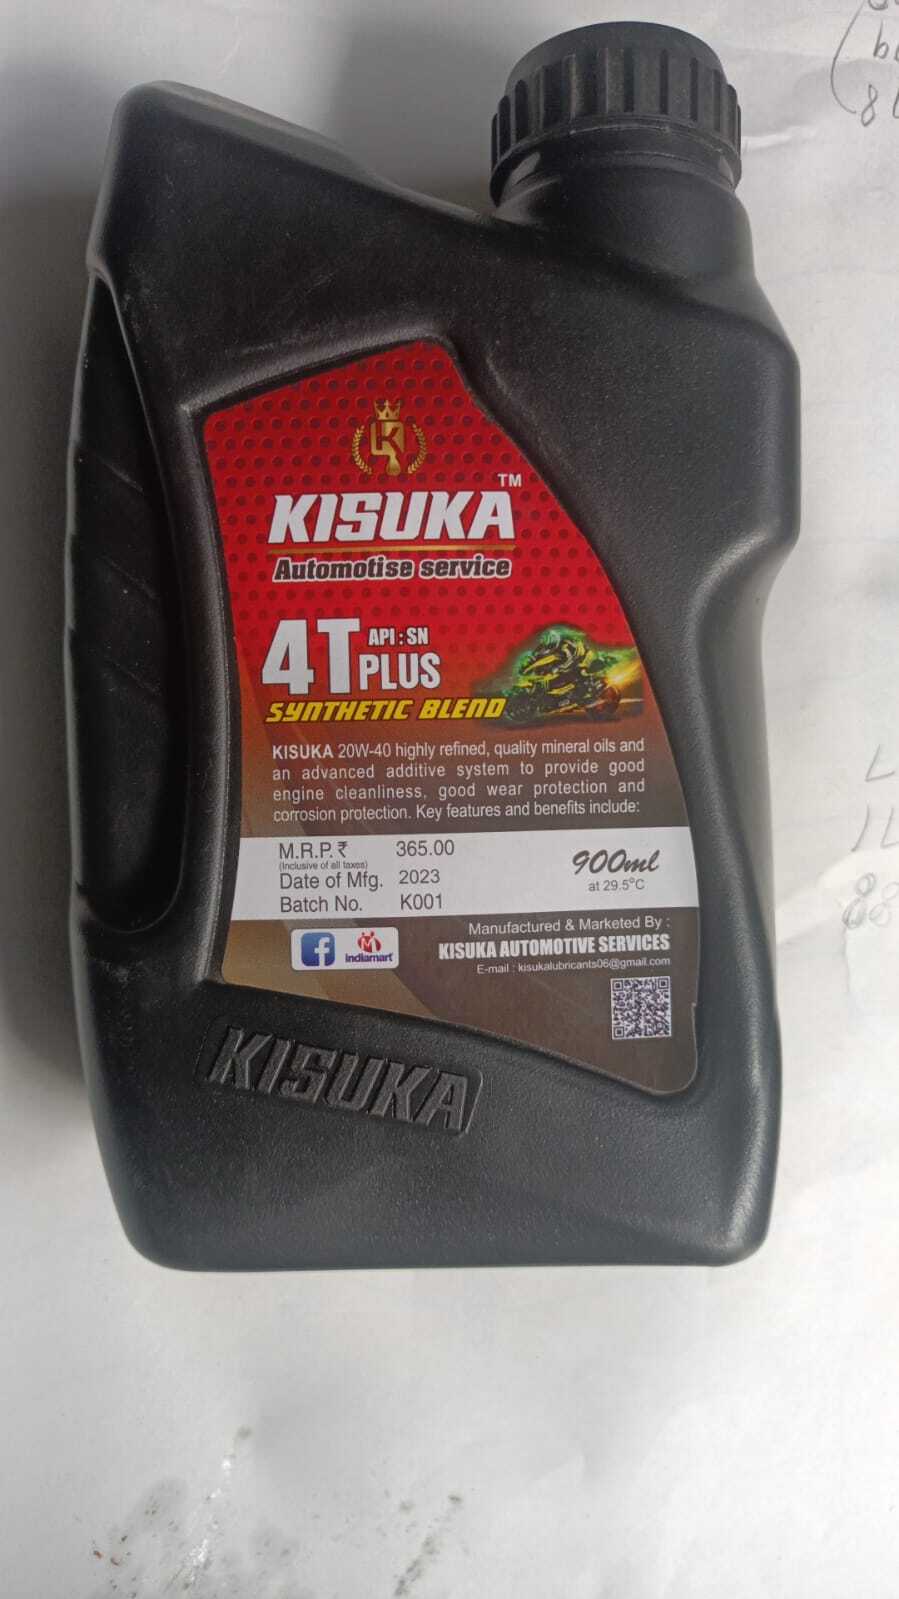 K
KISUKA TM
Automotise service
4T API : SN
PLUS
SYNTHETIC BLEND
KISUKA 20W-40 highly refined, quality mineral oils and
an advanced additive system to provide good
engine cleanliness, good wear protection and
corrosion protection. Key features and benefits include:
M.R.P.₹ 365.00
(Inclusive of all taxes)
Date of Mfg. 2023
Batch No. K001
900ml
at 29.5°C
f
indiamart
Manufactured & Marketed By :
KISUKA AUTOMOTIVE SERVICES
E-mail : kisukalubricants06@gmail.com
KISUKA